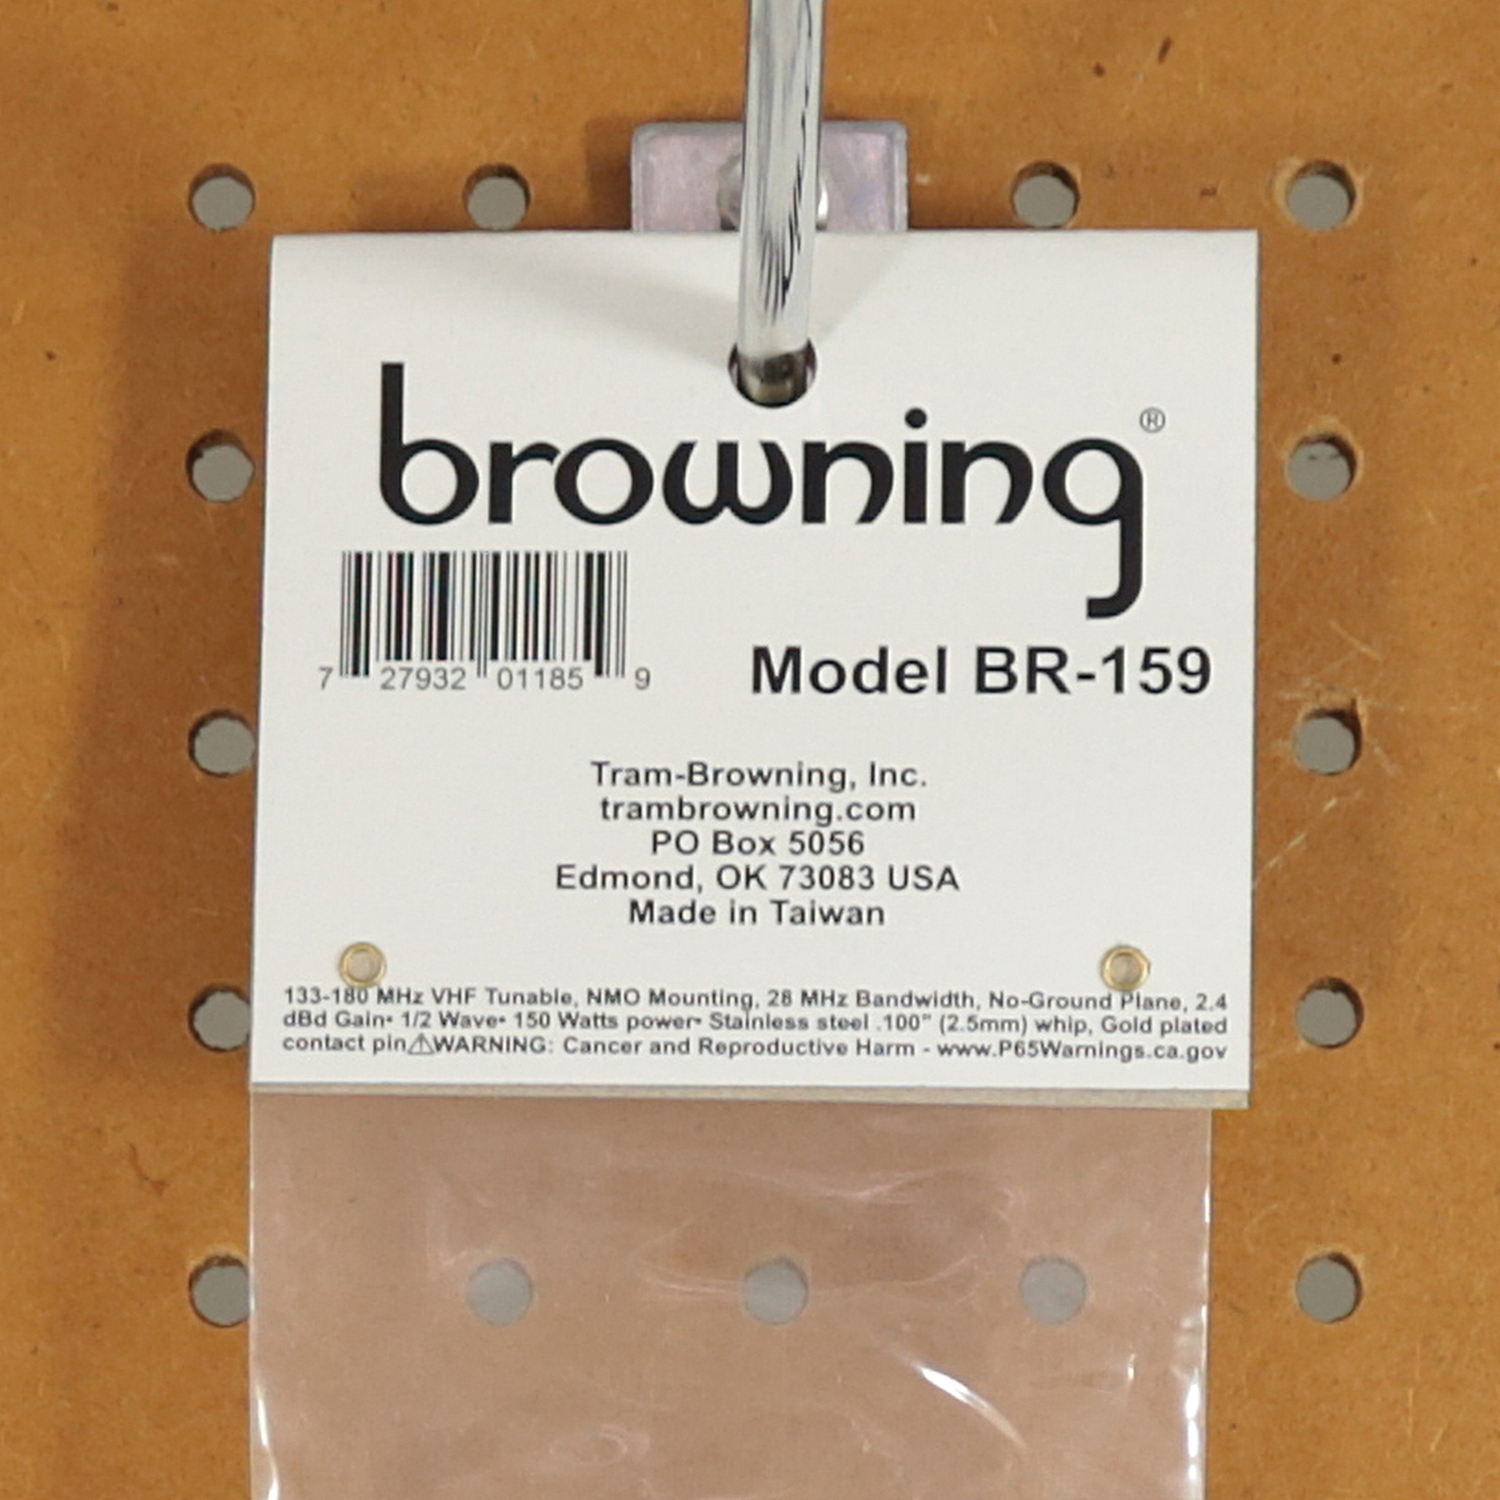 browning®
7 27932 01185 9
Model BR-159
Tram-Browning, Inc.
trambrowning.com
PO Box 5056
Edmond, OK 73083 USA
Made in Taiwan
133-180 MHz VHF Tunable, NMO Mounting, 28 MHz Bandwidth, No-Ground Plane, 2.4
dBd Gain• 1/2 Wave• 150 Watts power• Stainless steel .100" (2.5mm) whip, Gold plated
contact pin⚠WARNING: Cancer and Reproductive Harm - www.P65Warnings.ca.gov